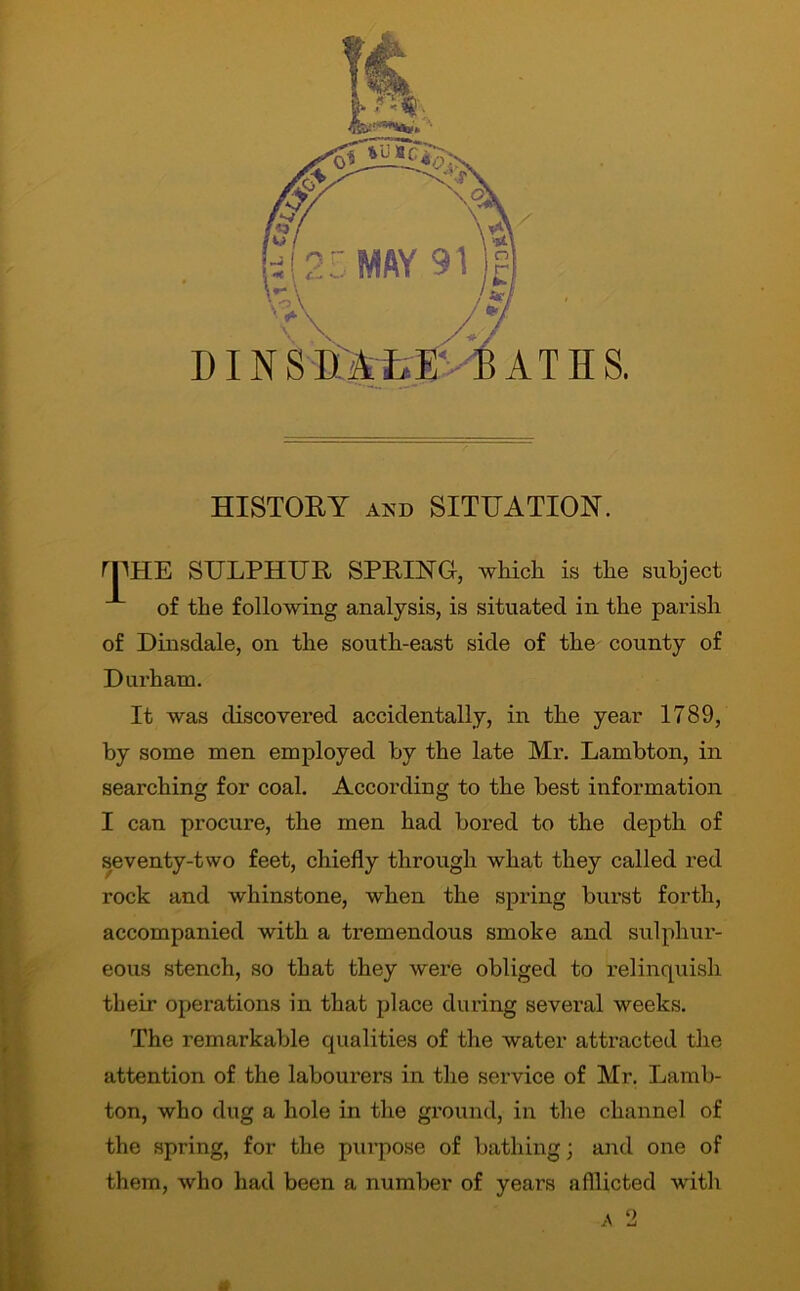 ROYAL COLLEGE OF SURGEONS OF ENGLAND
25 MAY 91
DINSDALE BATHS.
HISTORY AND SITUATION.
THE SULPHUR SPRING, which is the subject
of the following analysis, is situated in the parish
of Dinsdale, on the south-east side of the county of
Durham.
It was discovered accidentally, in the year 1789,
by some men employed by the late Mr. Lambton, in
searching for coal. According to the best information
I can procure, the men had bored to the depth of
seventy-two feet, chiefly through what they called red
rock and whinstone, when the spring burst forth,
accompanied with a tremendous smoke and sulphur-
eous stench, so that they were obliged to relinquish
their operations in that place during several weeks.
The remarkable qualities of the water attracted the
attention of the labourers in the service of Mr. Lamb-
ton, who dug a hole in the ground, in the channel of
the spring, for the purpose of bathing; and one of
them, who had been a number of years afflicted with
A 2